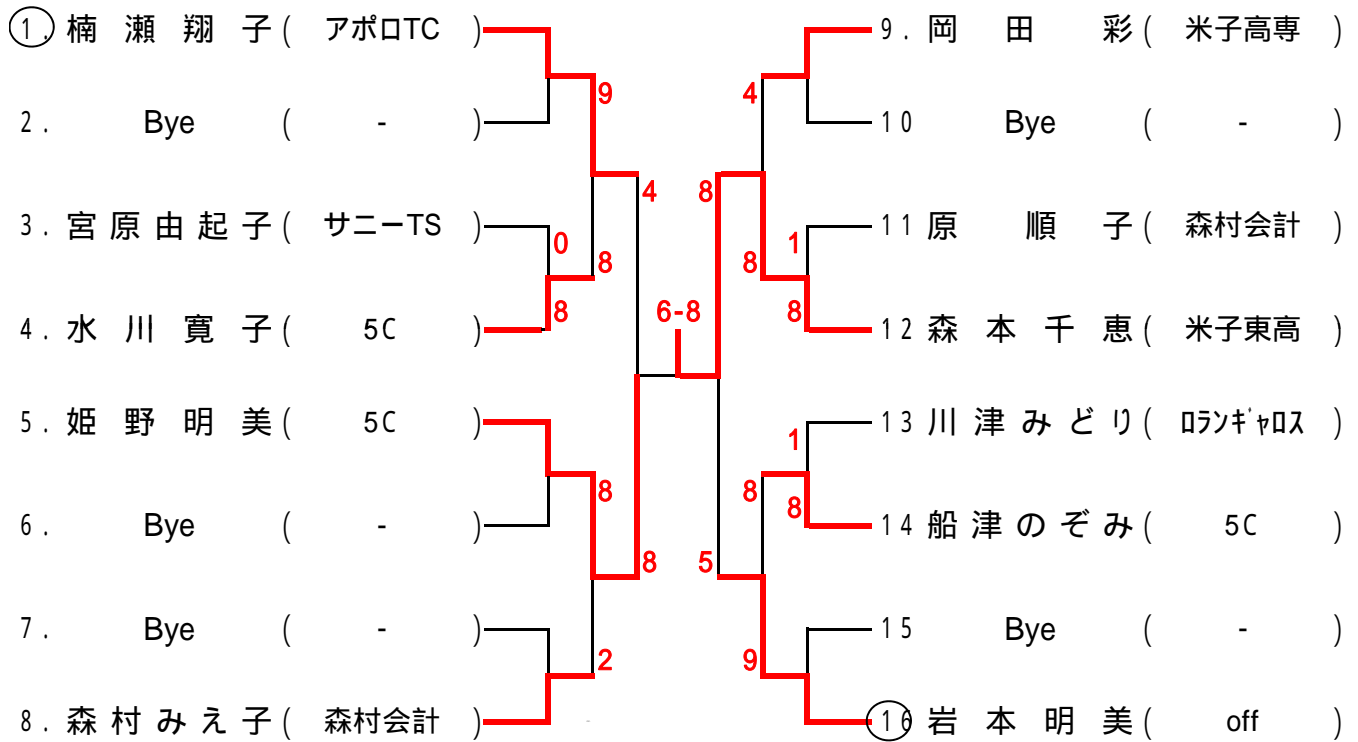 1. 楠瀬翔子( アポロTC )
2. Bye ( - )
3. 宮原由起子( サニーTS )
4. 水川寛子( 5C )
5. 姫野明美( 5C )
6. Bye ( - )
7. Bye ( - )
8. 森村みえ子( 森村会計 )
9
0
8
8
8
2
4
8
6-8
8
5
4
8
1
8
8
9
1
8
9. 岡田彩( 米子高専 )
10 Bye ( - )
11 原順子( 森村会計 )
12 森本千恵( 米子東高 )
13 川津みどり( ロランギャロス )
14 船津のぞみ( 5C )
15 Bye ( - )
16 岩本明美( off )